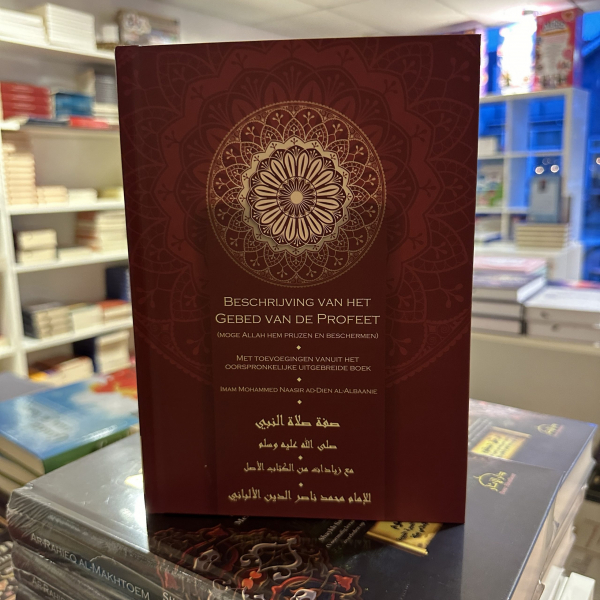 Beschrijving van het
Gebed van de Profeet
(moge Allah hem prijzen en beschermen)
Met toevoegingen vanuit het
oorspronkelijke uitgebreide boek
Imam Mohammed Naasir ad-Dien al-Albaanie
صفة صلاة النبي
صلى الله عليه وسلم
مع زيادات من الكتاب الأصل
للإمام محمد ناصر الدين الألباني
Ar-Rahieq al-Makhtoem